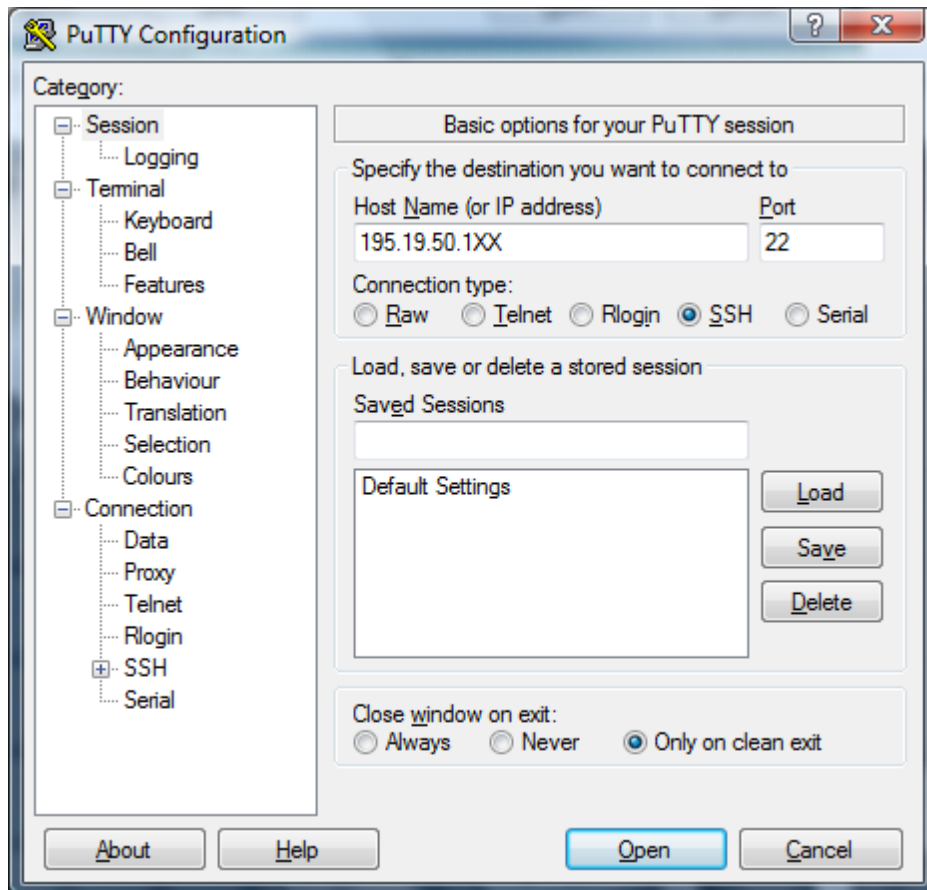 PuTTY Configuration
Category:
Session
Logging
Terminal
Keyboard
Bell
Features
Window
Appearance
Behaviour
Translation
Selection
Colours
Connection
Data
Proxy
Telnet
Rlogin
SSH
Serial
Basic options for your PuTTY session
Specify the destination you want to connect to
Host Name (or IP address) Port
195.19.50.1XX 22
Connection type:
Raw Telnet Rlogin SSH Serial
Load, save or delete a stored session
Saved Sessions
Default Settings
Load
Save
Delete
Close window on exit:
Always Never Only on clean exit
About Help Open Cancel